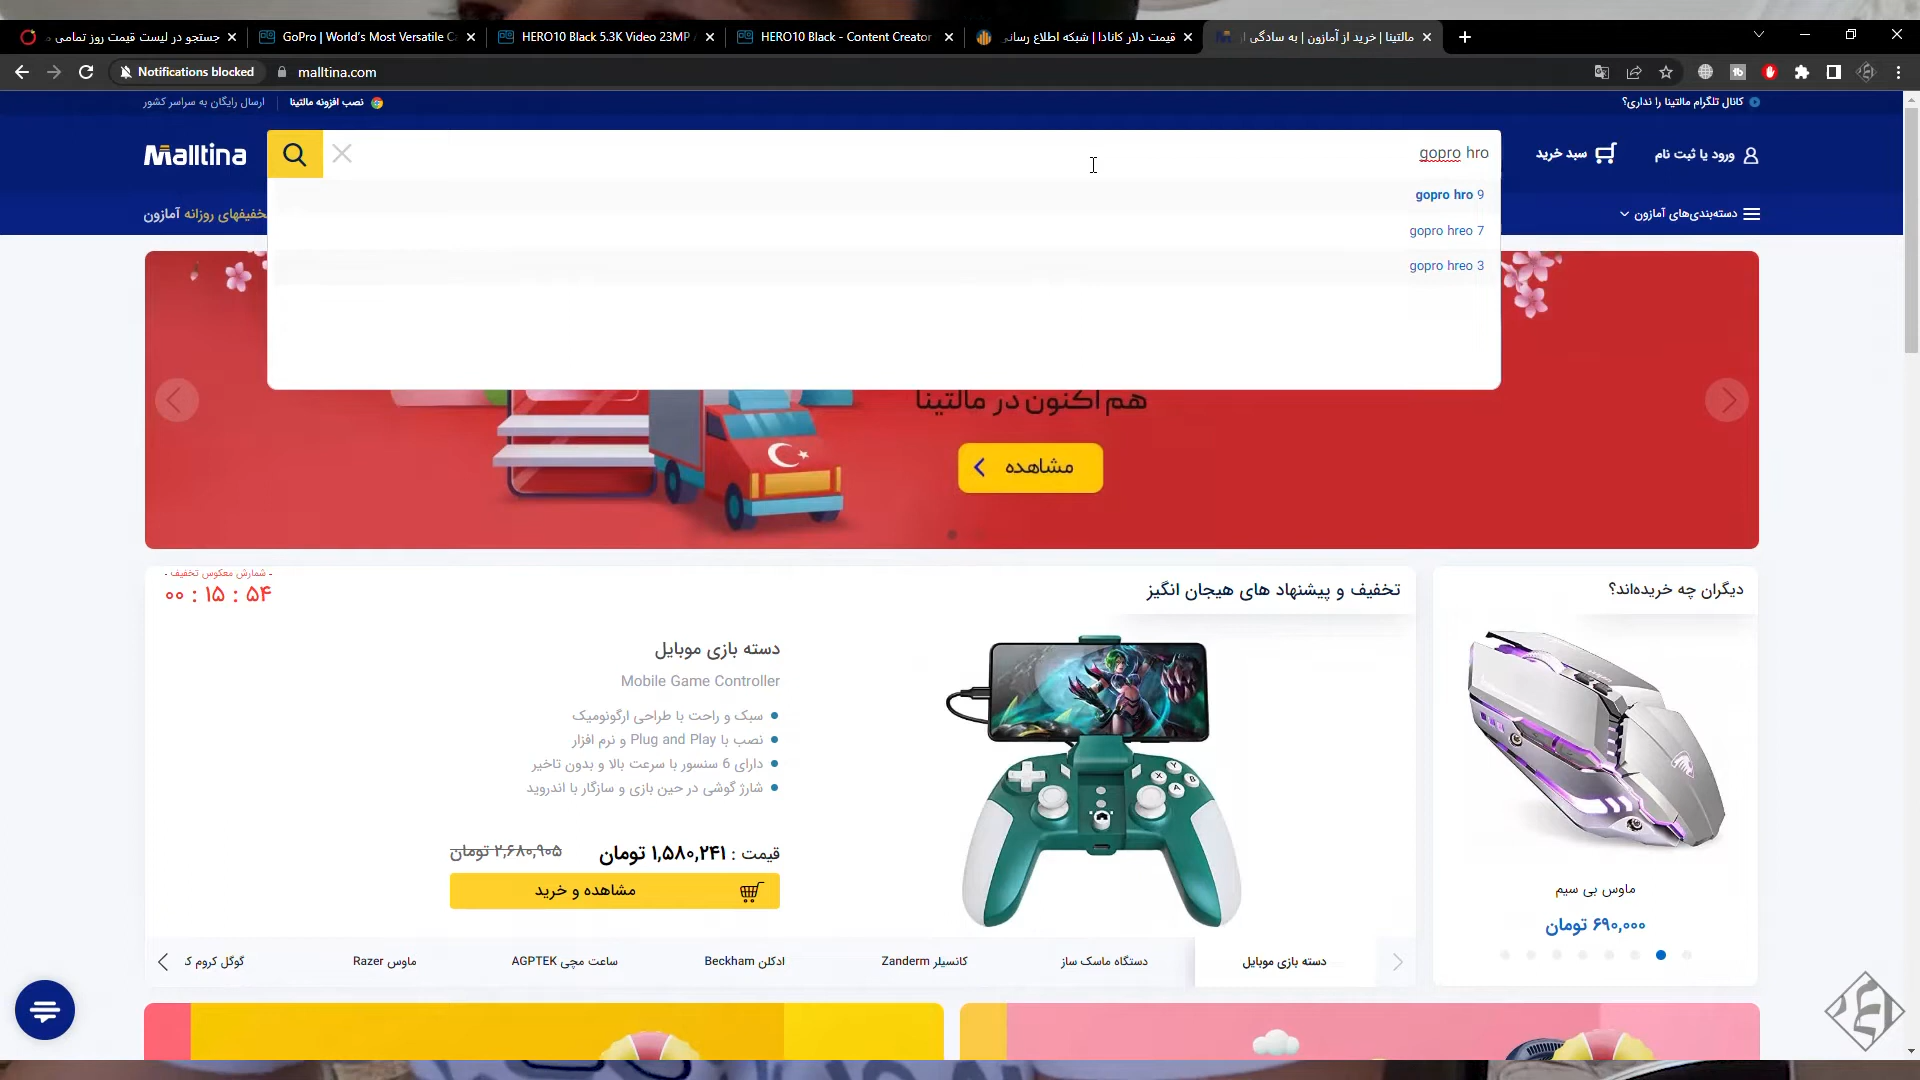 جستجو در لیست قیمت روز تمامی
GoPro | World's Most Versatile Ca
HERO10 Black 5.3K Video 23MP
HERO10 Black - Content Creator
قیمت دلار کانادا | شبکه اطلاع رسانی
مالتینا | خرید از آمازون | به سادگی
Notifications blocked
malltina.com
کانال تلگرام مالتینا را نداری؟
نصب افزونه مالتینا
ارسال رایگان به سراسر کشور
Malltina
gopro hro
سبد خرید
ورود یا ثبت نام
gopro hro 9
gopro hreo 7
gopro hreo 3
دسته‌بندی‌های آمازون
تخفیفهای روزانه آمازون
هم اکنون در مالتینا
مشاهده
دیگران چه خریده‌اند؟
ماوس بی سیم
۶۹۰,۰۰۰ تومان
تخفیف و پیشنهاد های هیجان انگیز
- شمارش معکوس تخفیف -
۰۰ : ۱۵ : ۵۴
دسته بازی موبایل
Mobile Game Controller
سبک و راحت با طراحی ارگونومیک
نصب با Plug and Play و نرم افزار
دارای 6 سنسور با سرعت بالا و بدون تاخیر
شارژ گوشی در حین بازی و سازگار با اندروید
قیمت : ۱,۵۸۰,۲۴۱ تومان
۲,۶۸۰,۹۰۵ تومان
مشاهده و خرید
دسته بازی موبایل
دستگاه ماسک ساز
کانسیلر Zanderm
ادکلن Beckham
ساعت مچی AGPTEK
ماوس Razer
گوگل کروم ک